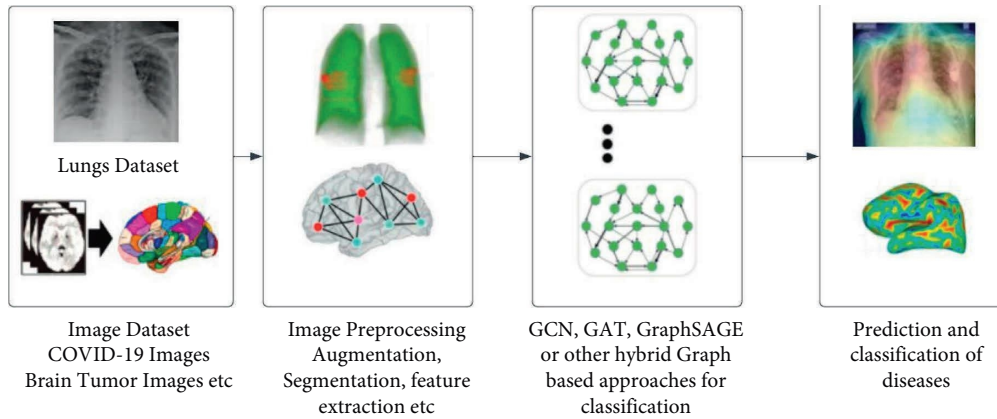 Lungs Dataset
Image Dataset
COVID-19 Images
Brain Tumor Images etc
Image Preprocessing
Augmentation,
Segmentation, feature
extraction etc
GCN, GAT, GraphSAGE
or other hybrid Graph
based approaches for
classification
Prediction and
classification of
diseases